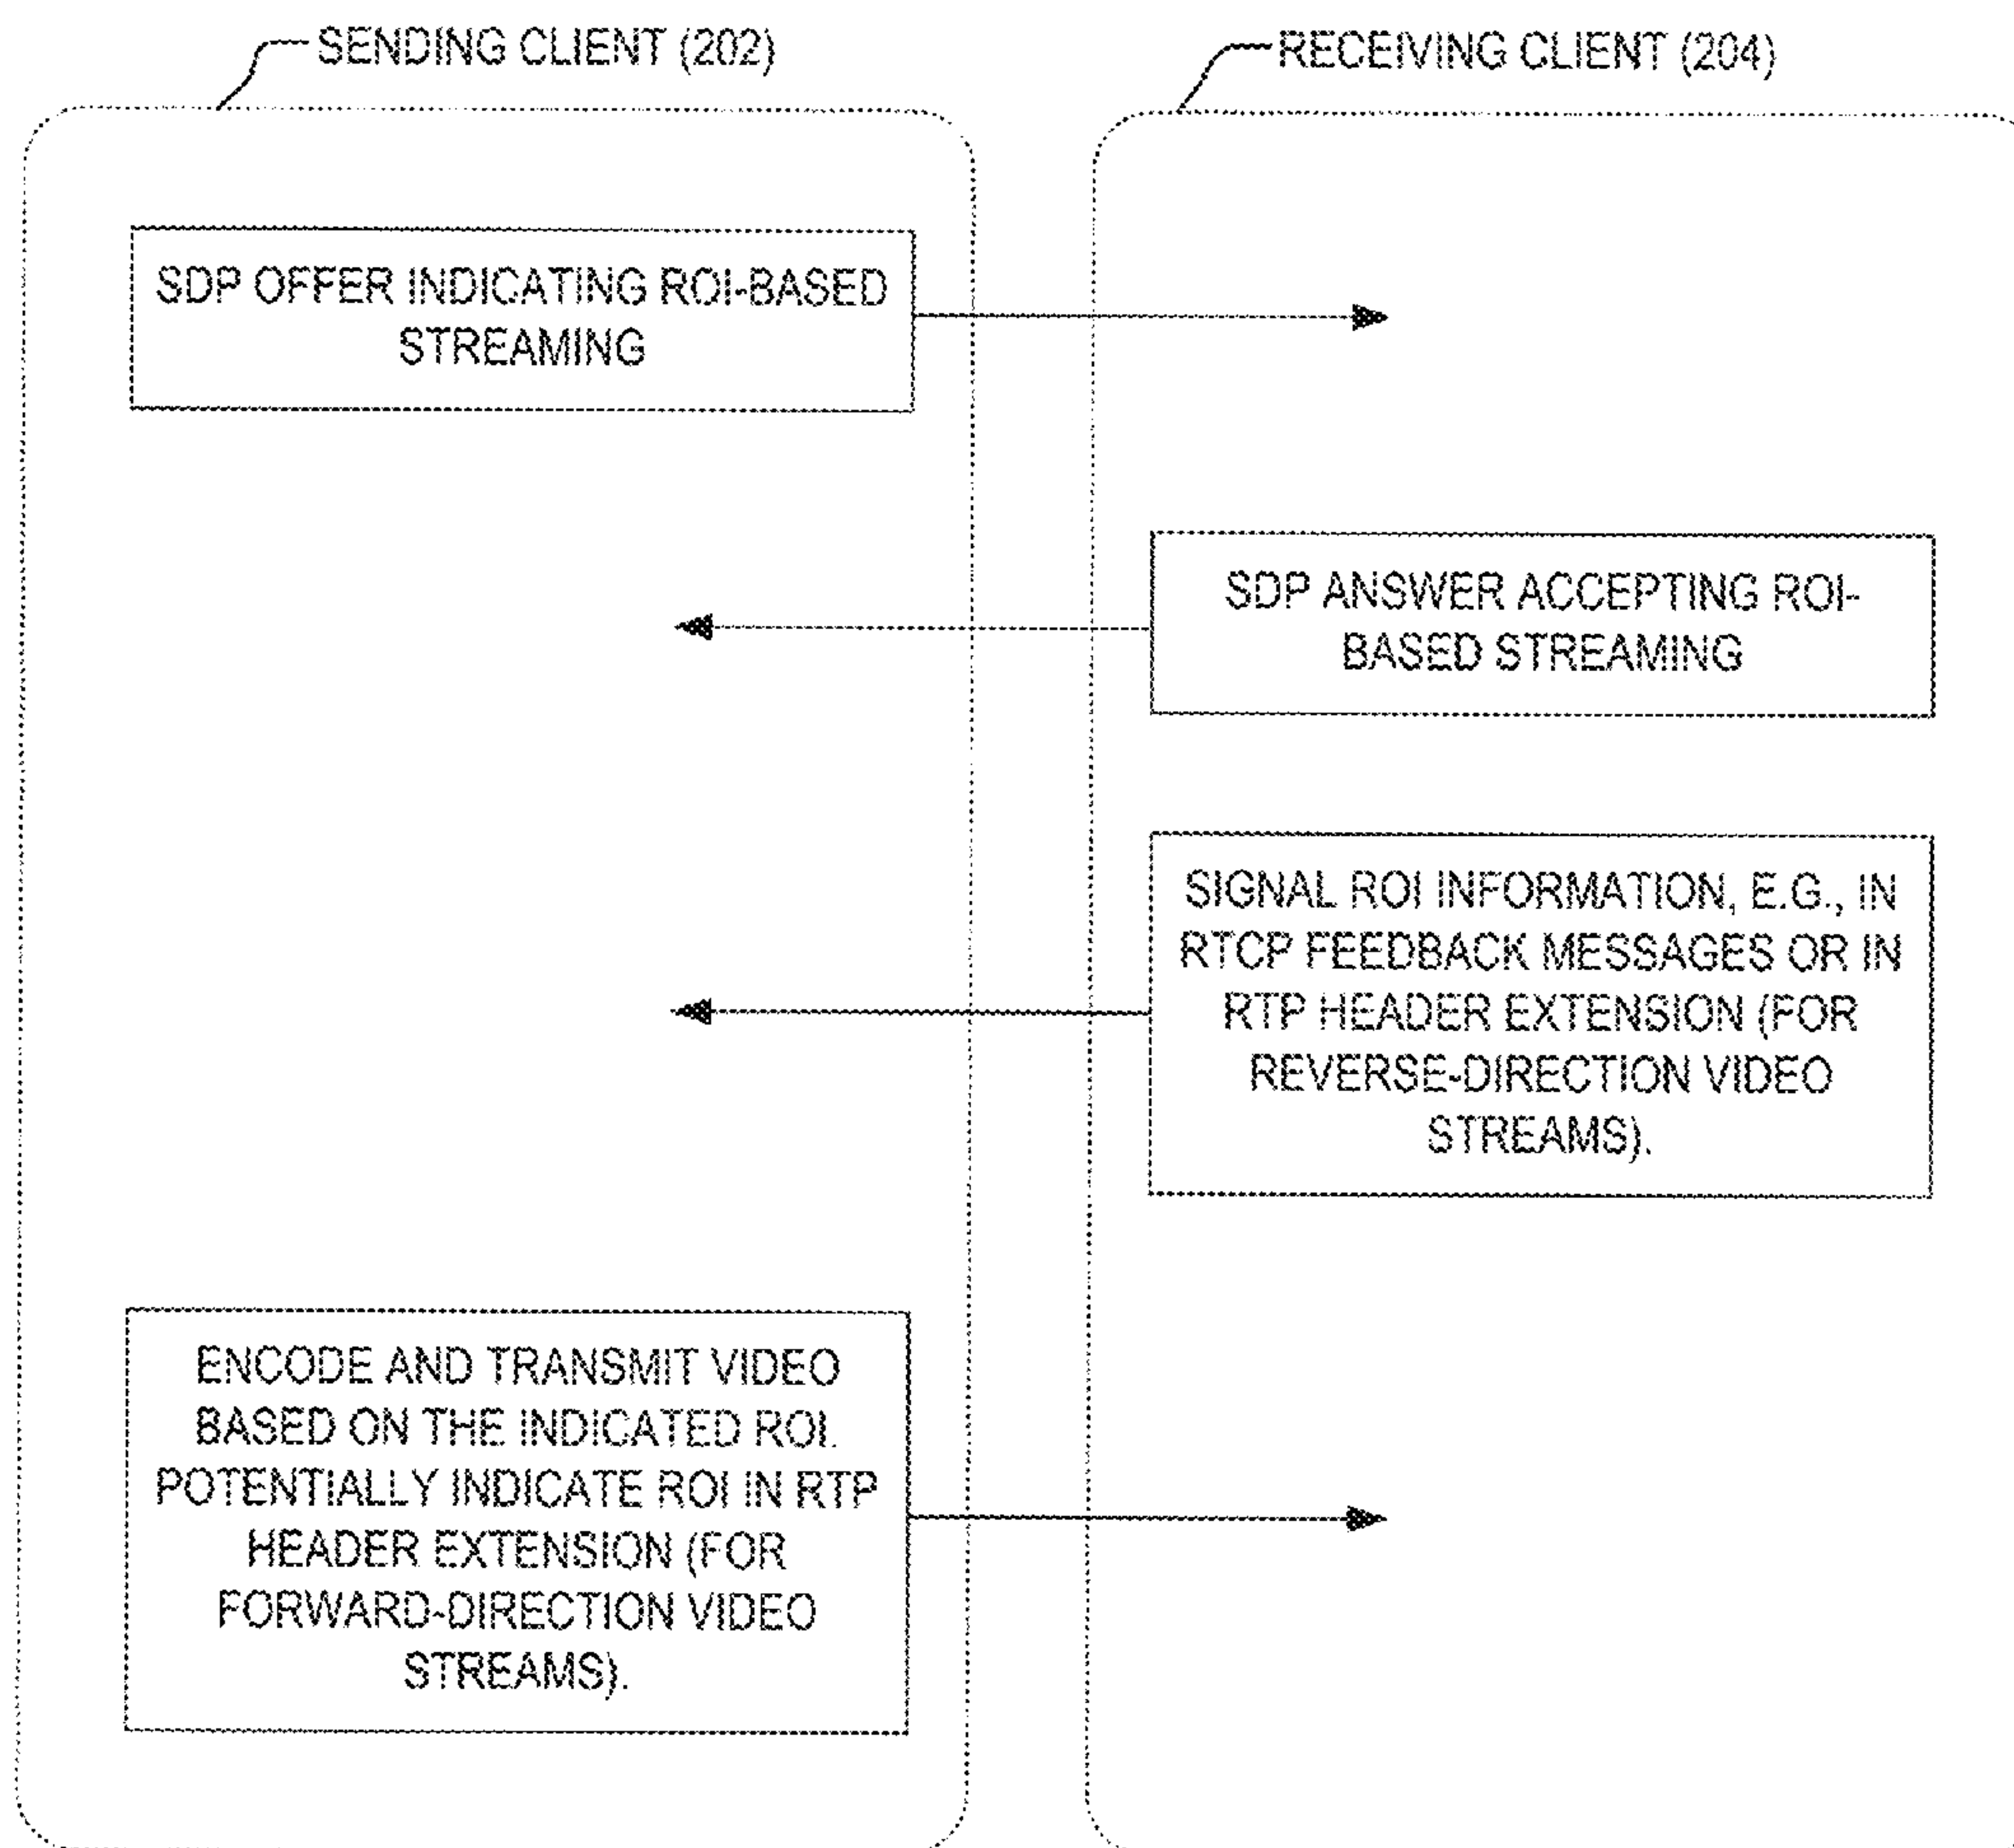 SENDING CLIENT (202)
RECEIVING CLIENT (204)
SDP OFFER INDICATING ROI-BASED
STREAMING
SDP ANSWER ACCEPTING ROI-
BASED STREAMING
SIGNAL ROI INFORMATION, E.G., IN
RTCP FEEDBACK MESSAGES OR IN
RTP HEADER EXTENSION (FOR
REVERSE-DIRECTION VIDEO
STREAMS).
ENCODE AND TRANSMIT VIDEO
BASED ON THE INDICATED ROI.
POTENTIALLY INDICATE ROI IN RTP
HEADER EXTENSION (FOR
FORWARD-DIRECTION VIDEO
STREAMS).